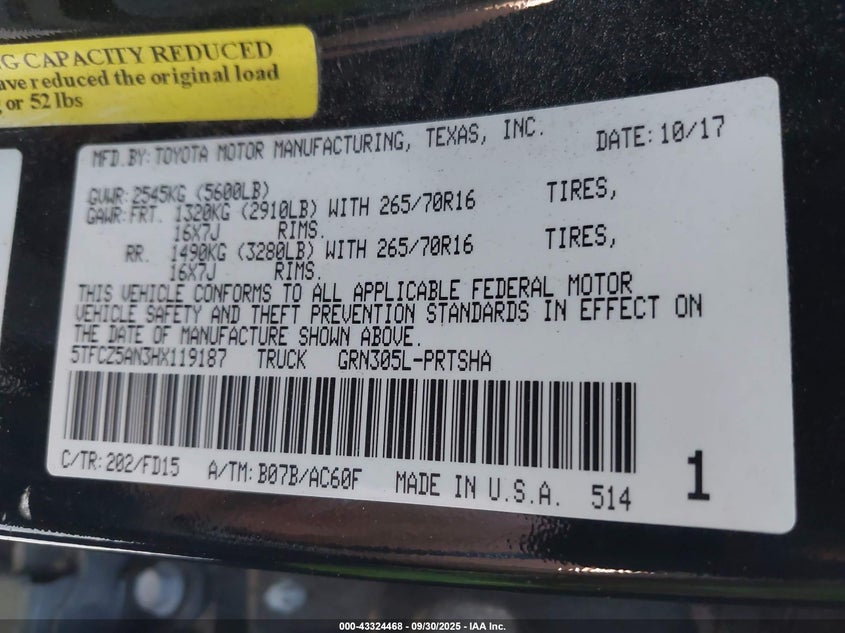 G CAPACITY REDUCED
ave reduced the original load
or 52 lbs
MFD.BY:TOYOTA MOTOR MANUFACTURING, TEXAS, INC. DATE:10/17
GVWR:2545KG (5600LB)
GAWR:FRT. 1320KG (2910LB) WITH 265/70R16 TIRES,
16X7J RIMS.
RR. 1490KG (3280LB) WITH 265/70R16 TIRES,
16X7J RIMS.
THIS VEHICLE CONFORMS TO ALL APPLICABLE FEDERAL MOTOR
VEHICLE SAFETY AND THEFT PREVENTION STANDARDS IN EFFECT ON
THE DATE OF MANUFACTURE SHOWN ABOVE.
5TFCZ5AN3HX119187 TRUCK GRN305L-PRTSHA
C/TR:202/FD15 A/TM:B07B/AC60F MADE IN U.S.A. 514 1
000-43324468 - 09/30/2025 - IAA Inc.